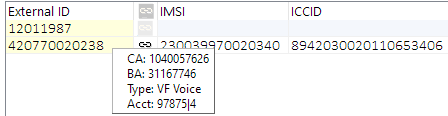 External ID IMSI ICCID
12011987
420770020238 230039970020340 8942030020110653406
CA: 1040057626
BA: 31167746
Type: VF Voice
Acct: 97875|4